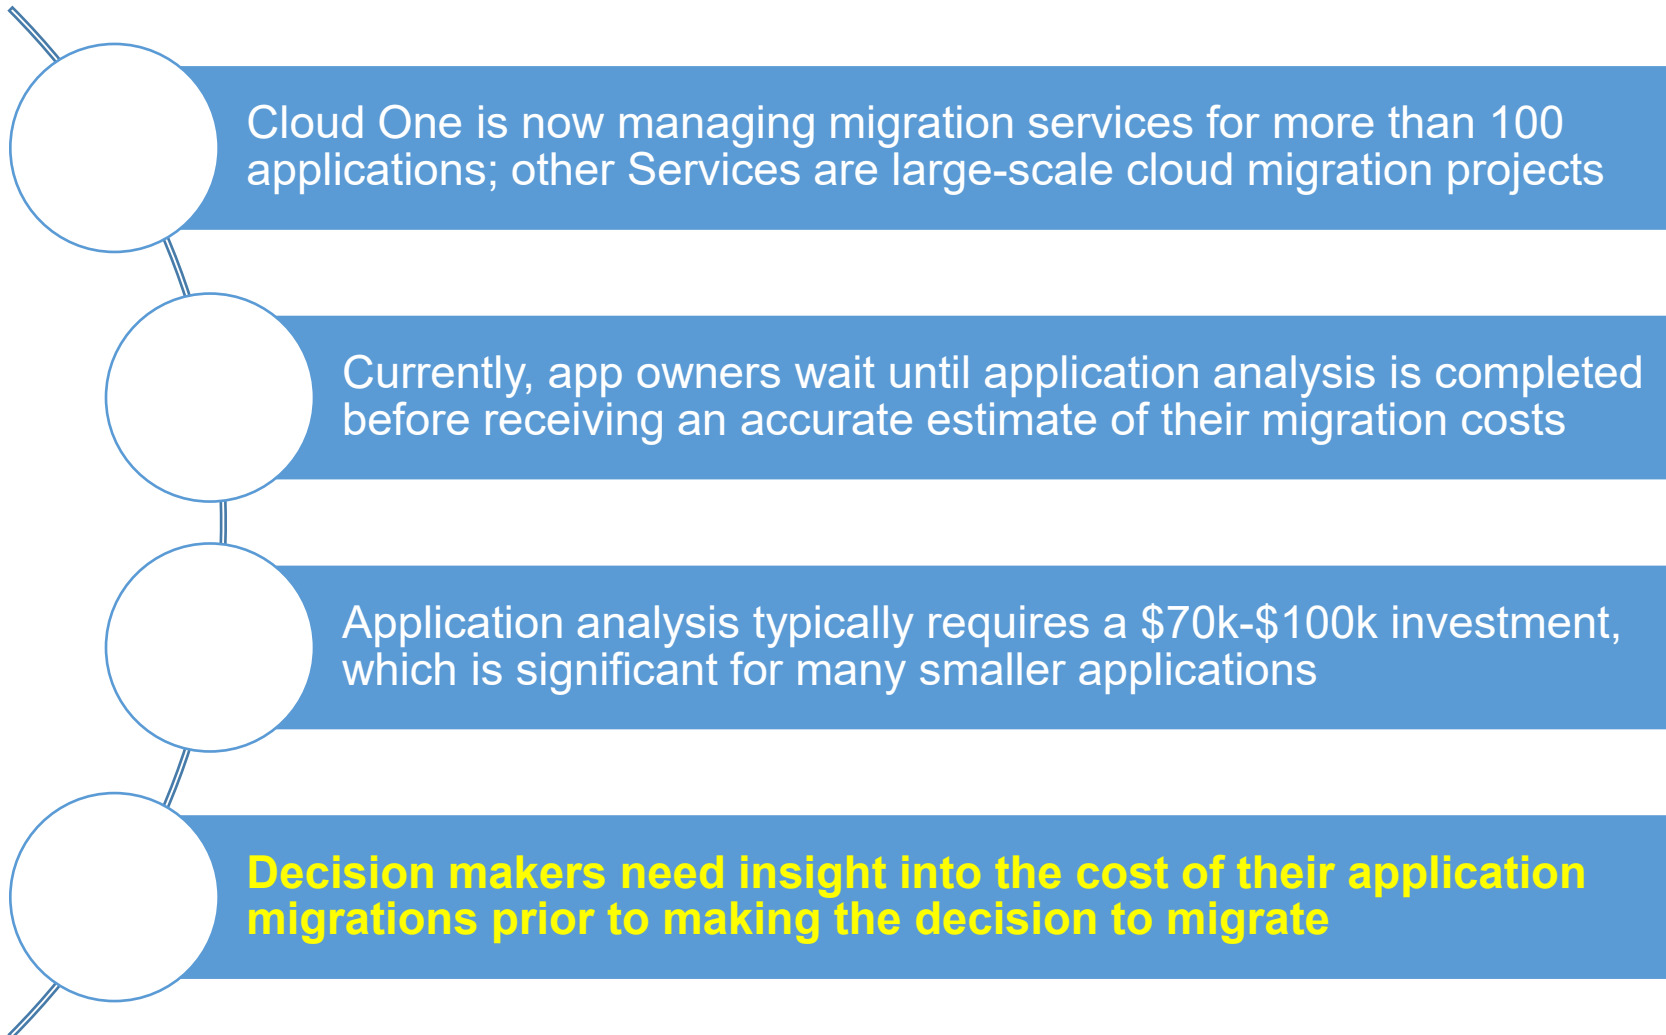 Cloud One is now managing migration services for more than 100
applications; other Services are large-scale cloud migration projects
Currently, app owners wait until application analysis is completed
before receiving an accurate estimate of their migration costs
Application analysis typically requires a $70k-$100k investment,
which is significant for many smaller applications
Decision makers need insight into the cost of their application
migrations prior to making the decision to migrate